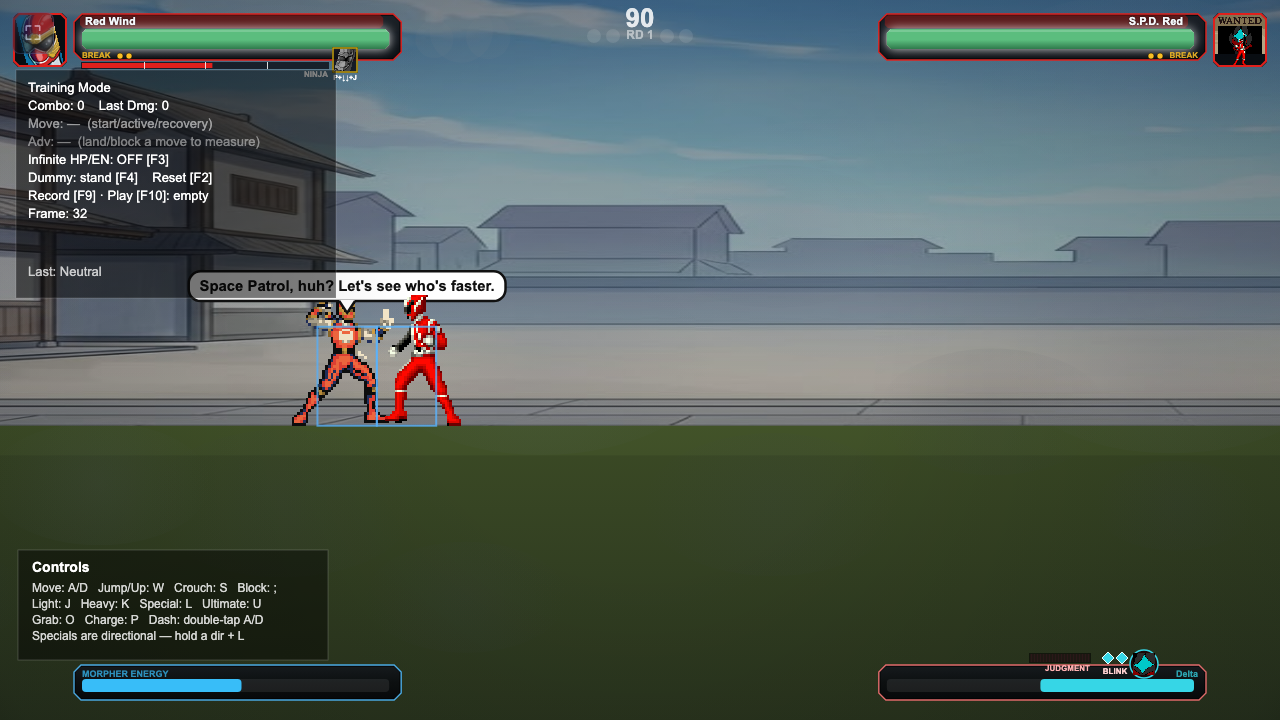 Red Wind
90
S.P.D. Red
WANTED
RD 1
BREAK
BREAK
NINJA
Training Mode
Combo: 0 Last Dmg: 0
Move: — (start/active/recovery)
Adv: — (land/block a move to measure)
Infinite HP/EN: OFF [F3]
Dummy: stand [F4] Reset [F2]
Record [F9] · Play [F10]: empty
Frame: 32
Last: Neutral
Space Patrol, huh? Let's see who's faster.
Controls
Move: A/D Jump/Up: W Crouch: S Block: ;
Light: J Heavy: K Special: L Ultimate: U
Grab: O Charge: P Dash: double-tap A/D
Specials are directional — hold a dir + L
MORPHER ENERGY
JUDGMENT
BLINK
Delta